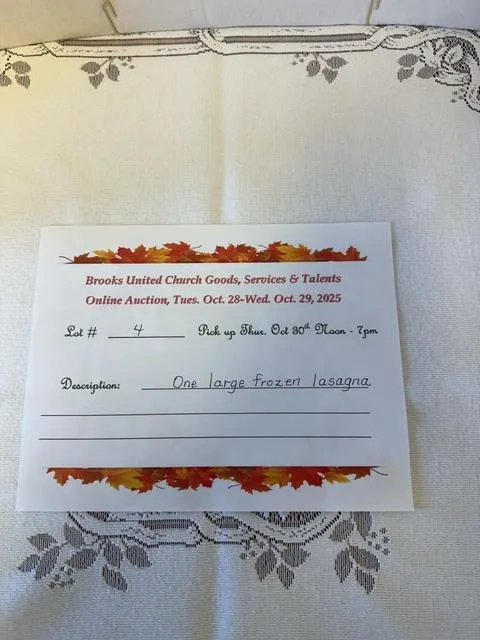 Brooks United Church Goods, Services & Talents
Online Auction, Tues. Oct. 28-Wed. Oct. 29, 2025
Lot # 4 Pick up Thur. Oct 30th Noon - 7pm
Description: One large frozen lasagna